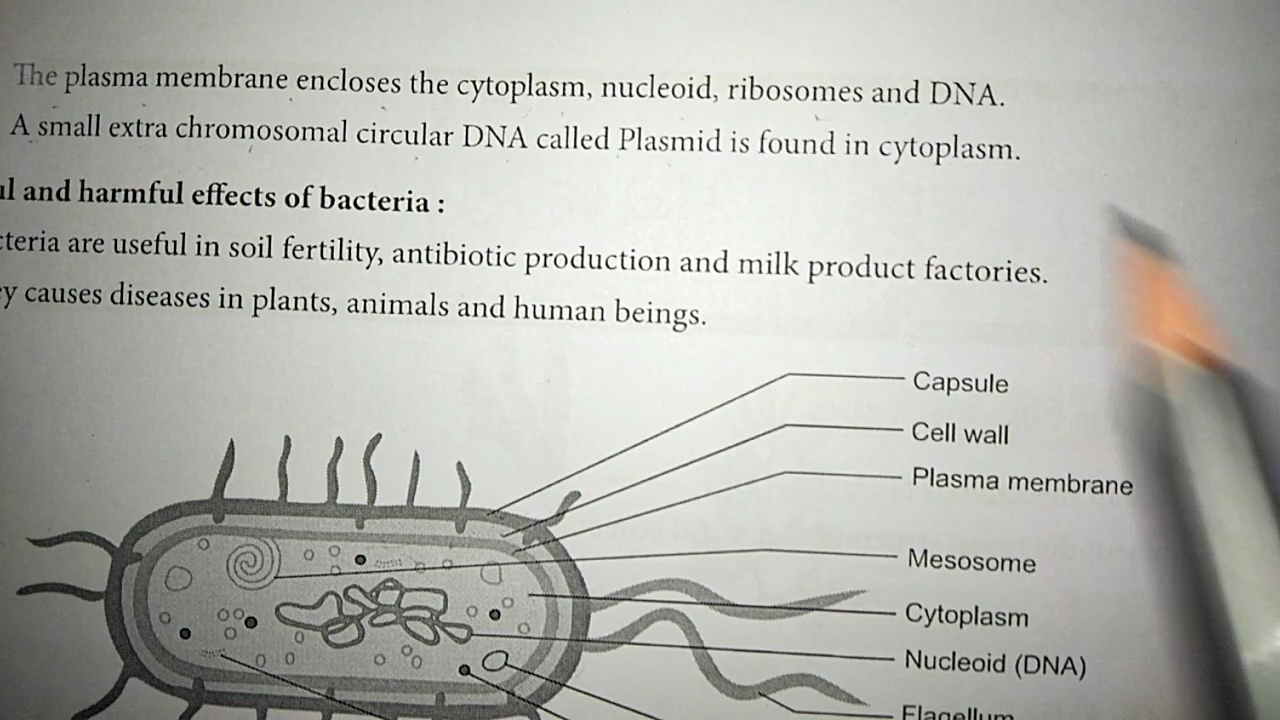 The plasma membrane encloses the cytoplasm, nucleoid, ribosomes and DNA.
A small extra chromosomal circular DNA called Plasmid is found in cytoplasm.
and harmful effects of bacteria :
are useful in soil fertility, antibiotic production and milk product factories.
causes diseases in plants, animals and human beings.
Capsule
Cell wall
Plasma membrane
Mesosome
Cytoplasm
Nucleoid (DNA)
Flagellum